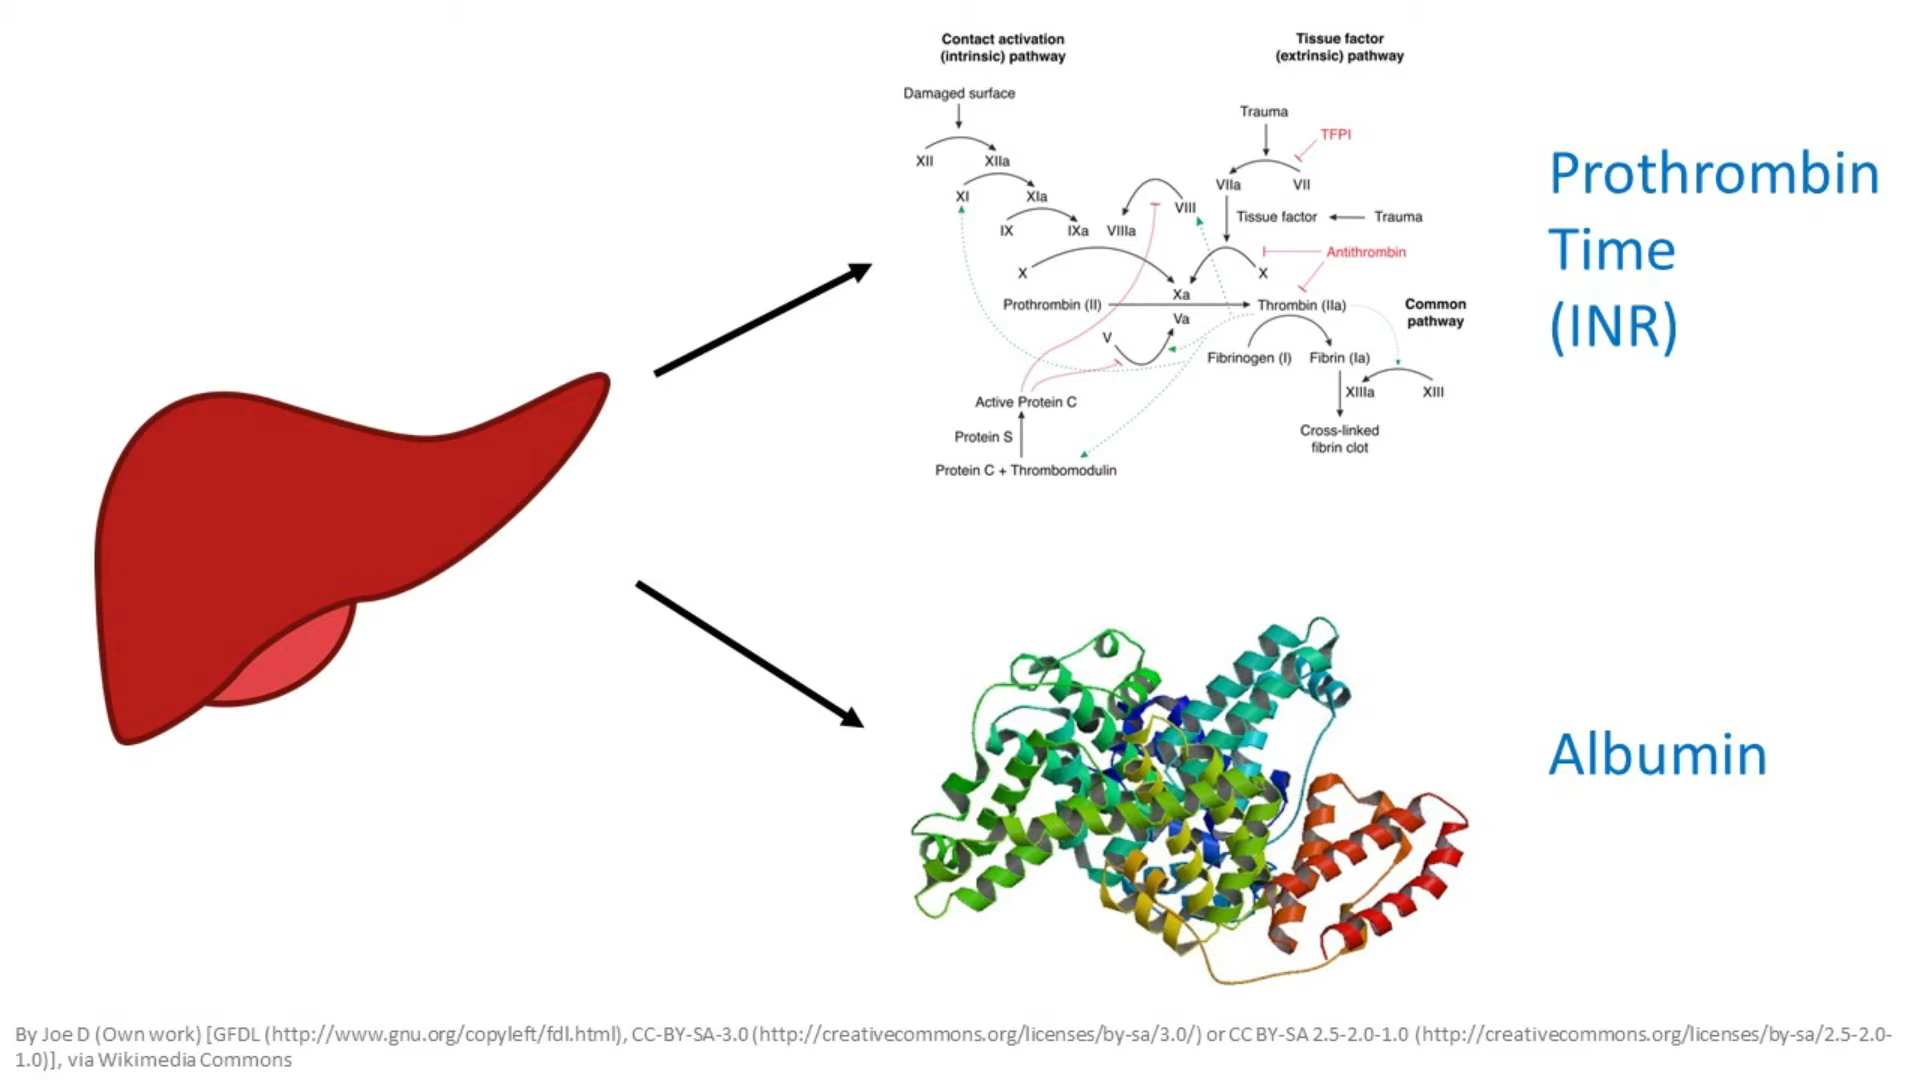 Contact activation
(intrinsic) pathway
Tissue factor
(extrinsic) pathway
Damaged surface
Trauma
TFPI
XII
XIIa
VIIa
VII
XI
XIa
VIII
Tissue factor
Trauma
IX
IXa
VIIIa
Antithrombin
X
X
Xa
Prothrombin (II)
Thrombin (IIa)
Common
pathway
Va
V
Fibrinogen (I)
Fibrin (Ia)
XIIIa
XIII
Active Protein C
Cross-linked
fibrin clot
Protein S
Protein C + Thrombomodulin
Prothrombin
Time
(INR)
Albumin
By Joe D (Own work) [GFDL (http://www.gnu.org/copyleft/fdl.html), CC-BY-SA-3.0 (http://creativecommons.org/licenses/by-sa/3.0/) or CC BY-SA 2.5-2.0-1.0 (http://creativecommons.org/licenses/by-sa/2.5-2.0-
1.0)], via Wikimedia Commons